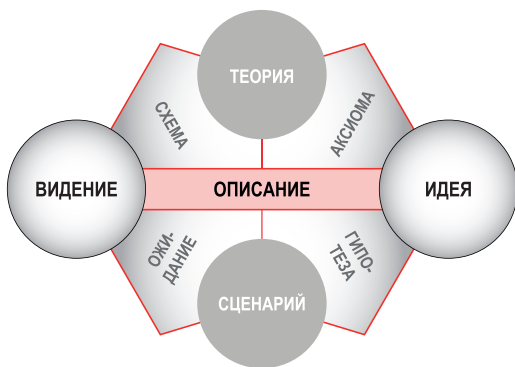 ТЕОРИЯ
СХЕМА
АКСИОМА
ВИДЕНИЕ
ОПИСАНИЕ
ИДЕЯ
ОЖИ-
ДАНИЕ
ГИПО-
ТЕЗА
СЦЕНАРИЙ